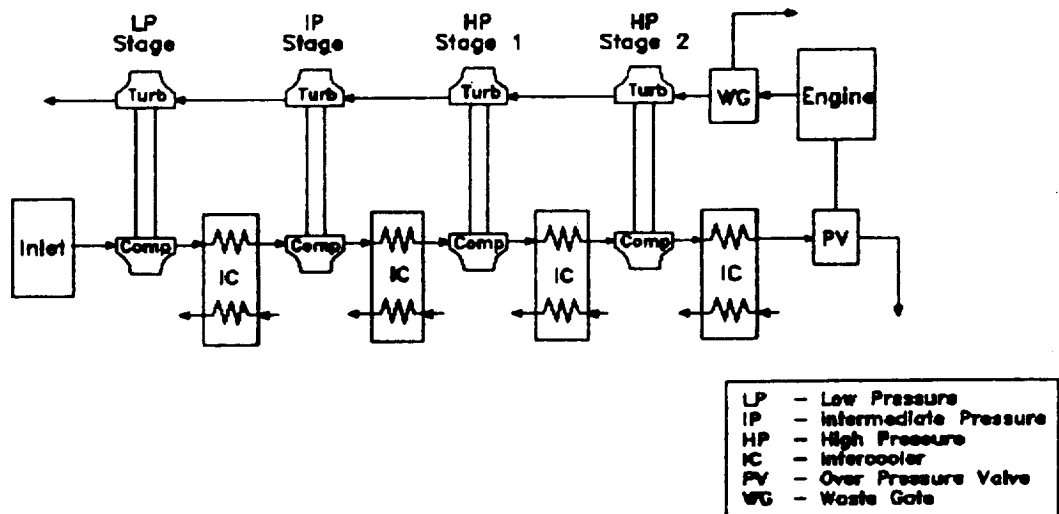 LP Stage
IP Stage
HP Stage 1
HP Stage 2
Turb
Turb
Turb
Turb
WG
Engine
Inlet
Comp
IC
Comp
IC
Comp
IC
Comp
IC
PV
LP – Low Pressure
IP – Intermediate Pressure
HP – High Pressure
IC – Intercooler
PV – Over Pressure Valve
WG – Waste Gate